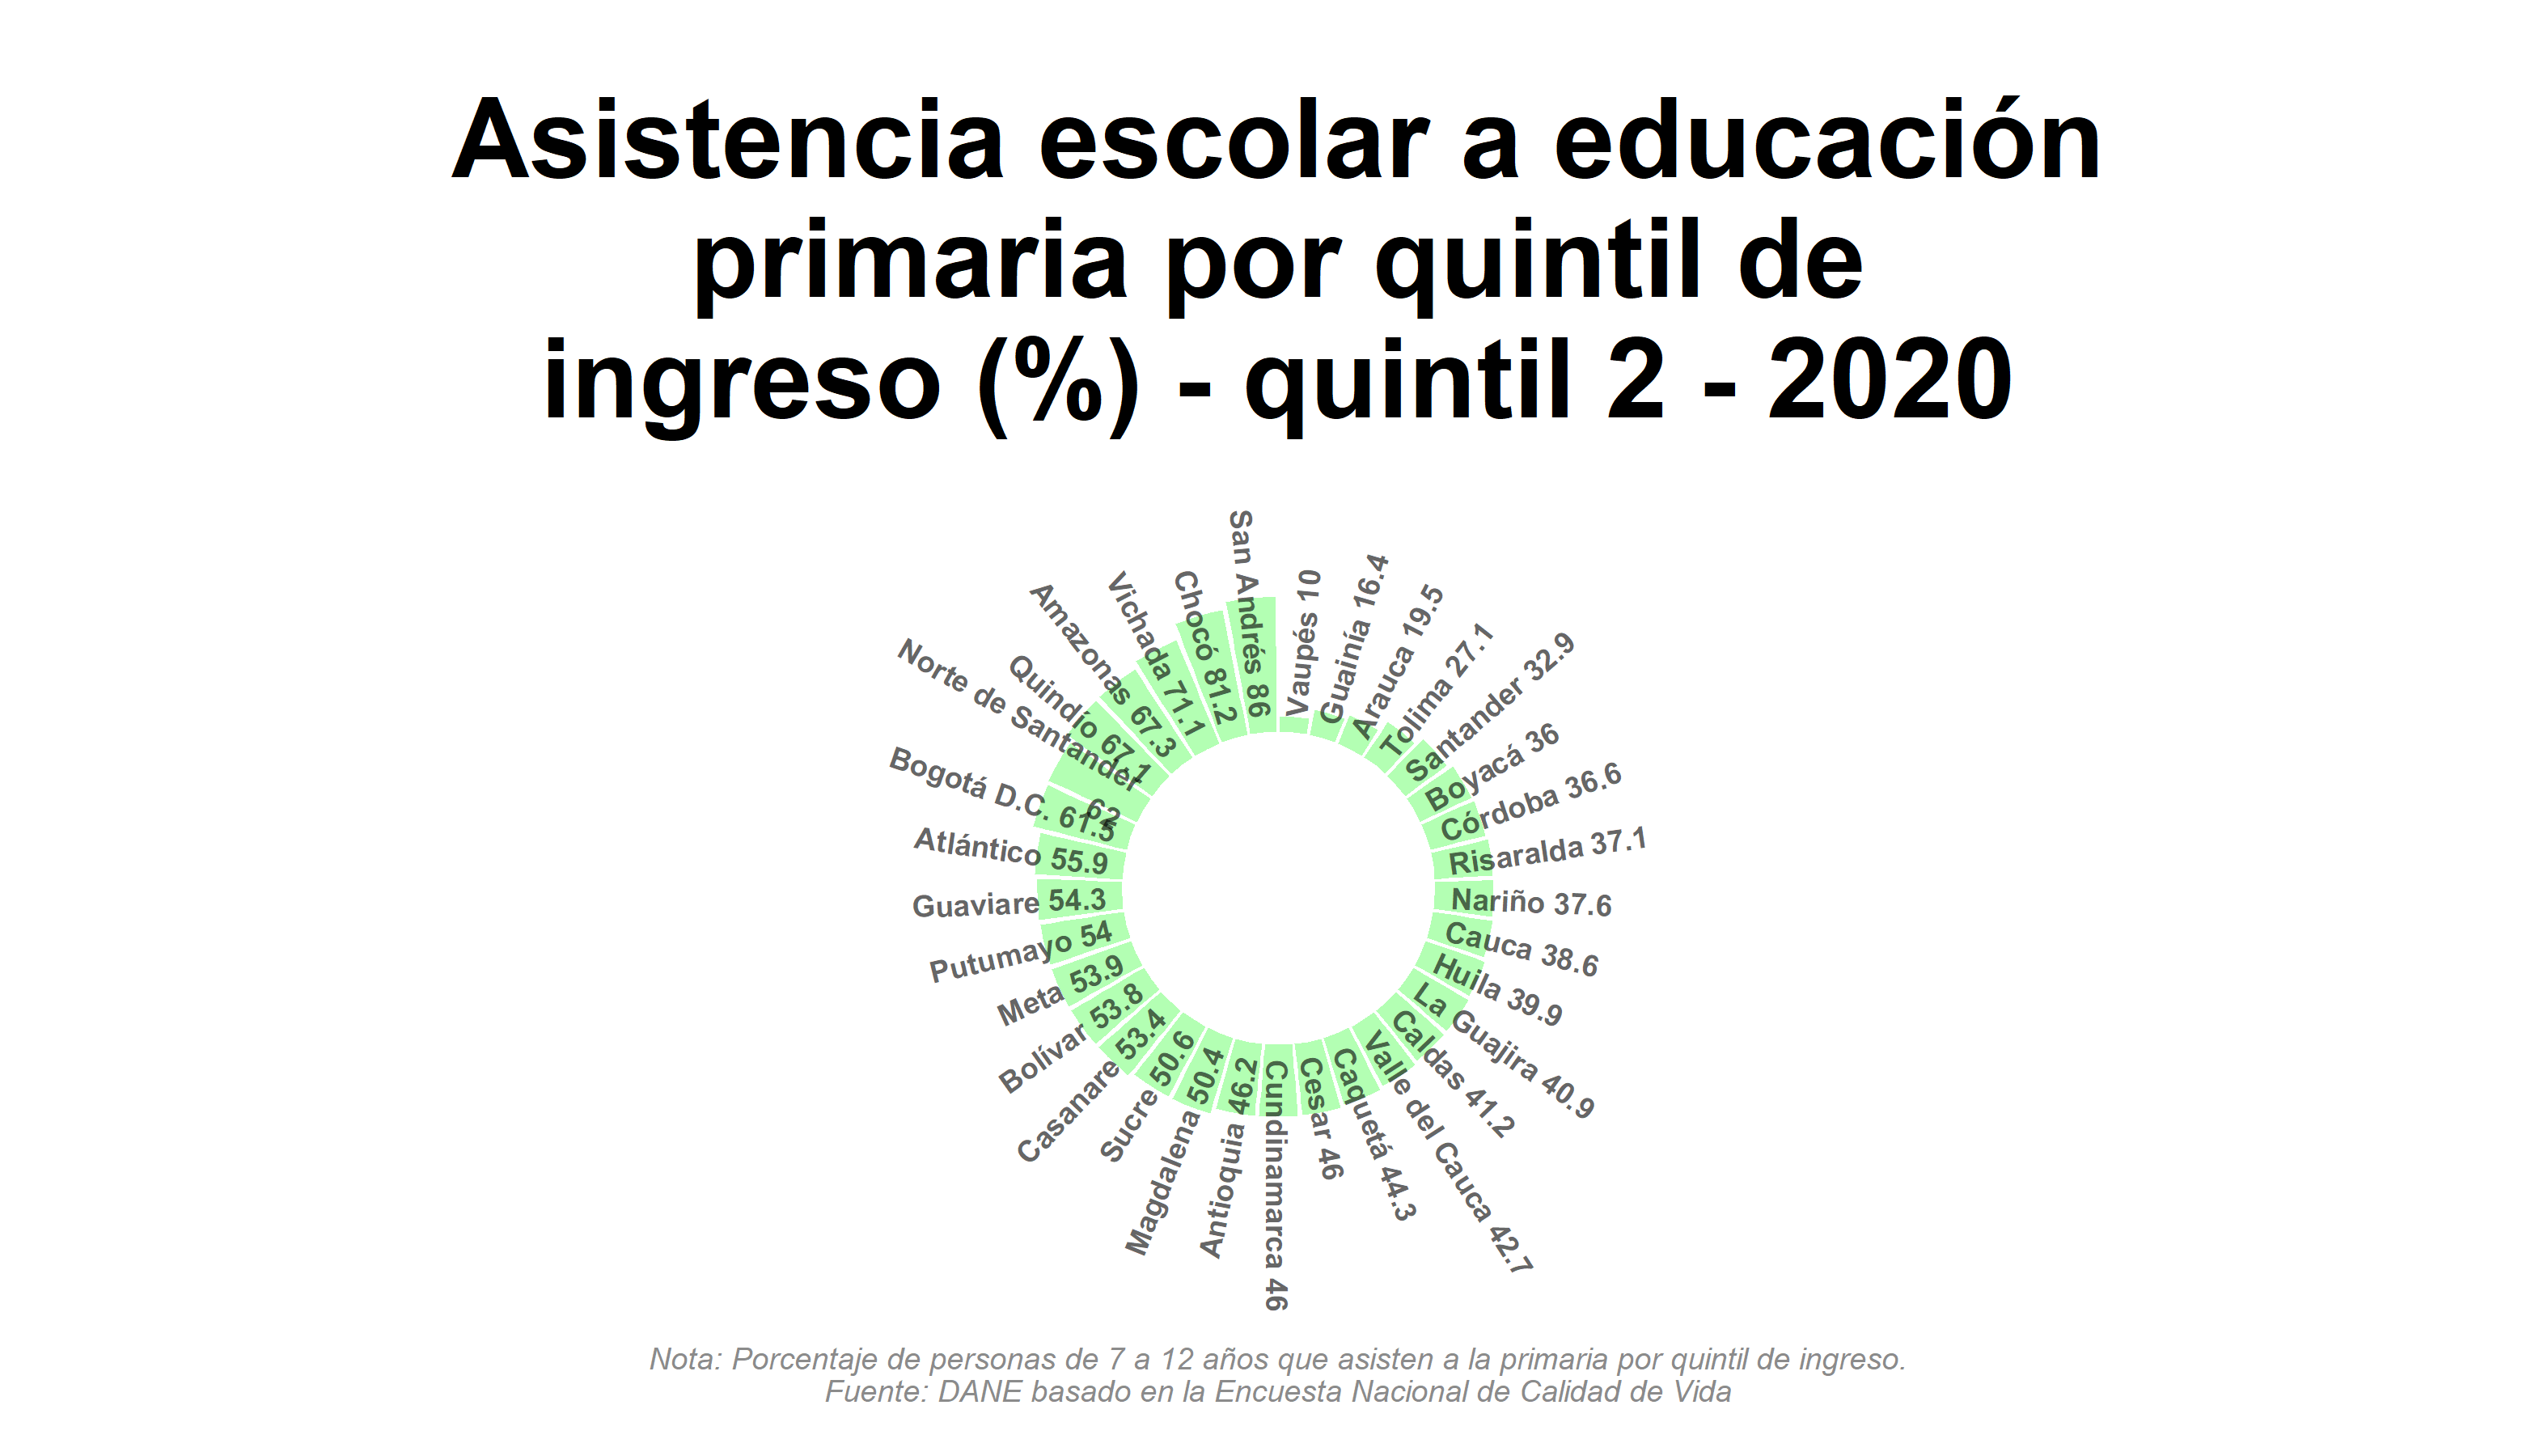 Asistencia escolar a educación
primaria por quintil de
ingreso (%) - quintil 2 - 2020
Vaupés 10
Guainía 16.4
Arauca 19.5
Tolima 27.1
Santander 32.9
Boyacá 36
Córdoba 36.6
Risaralda 37.1
Nariño 37.6
Cauca 38.6
Huila 39.9
La Guajira 40.9
Caldas 41.2
Valle del Cauca 42.7
Caquetá 44.3
Cesar 46
Cundinamarca 46
Antioquia 46.2
Magdalena 50.4
Sucre 50.6
Casanare 53.4
Bolívar 53.8
Meta 53.9
Putumayo 54
Guaviare 54.3
Atlántico 55.9
Bogotá D.C. 61.5
Norte de Santander
62
Quindío 67.1
Amazonas 67.3
Vichada 71.1
Chocó 81.2
San Andrés 86
Nota: Porcentaje de personas de 7 a 12 años que asisten a la primaria por quintil de ingreso.
Fuente: DANE basado en la Encuesta Nacional de Calidad de Vida